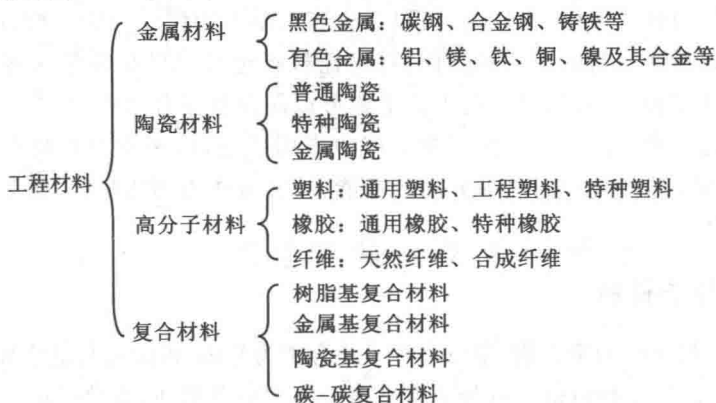 金属材料
黑色金属：碳钢、合金钢、铸铁等
有色金属：铝、镁、钛、铜、镍及其合金等
陶瓷材料
普通陶瓷
特种陶瓷
金属陶瓷
工程材料
高分子材料
塑料：通用塑料、工程塑料、特种塑料
橡胶：通用橡胶、特种橡胶
纤维：天然纤维、合成纤维
复合材料
树脂基复合材料
金属基复合材料
陶瓷基复合材料
碳-碳复合材料